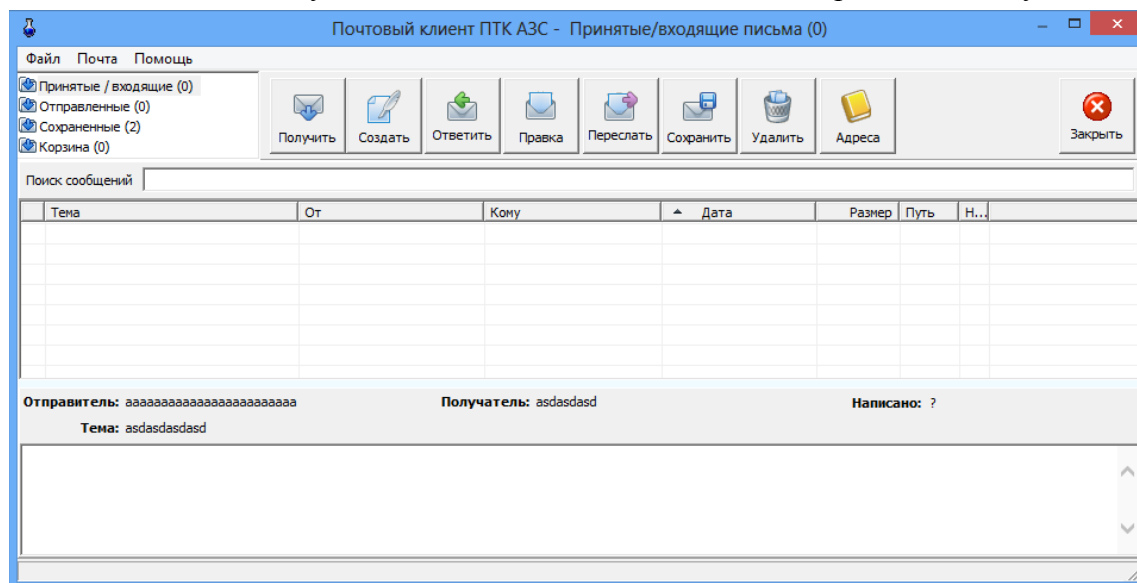 Почтовый клиент ПТК АЗС - Принятые/входящие письма (0)
Файл Почта Помощь
Принятые / входящие (0)
Отправленные (0)
Сохраненные (2)
Корзина (0)
Получить Создать Ответить Правка Переслать Сохранить Удалить Адреса Закрыть
Поиск сообщений
Тема От Кому Дата Размер Путь Н...
Отправитель: aaaaaaaaaaaaaaaaaaaaaaaa Получатель: asdasdasd Написано: ?
Тема: asdasdasdasd